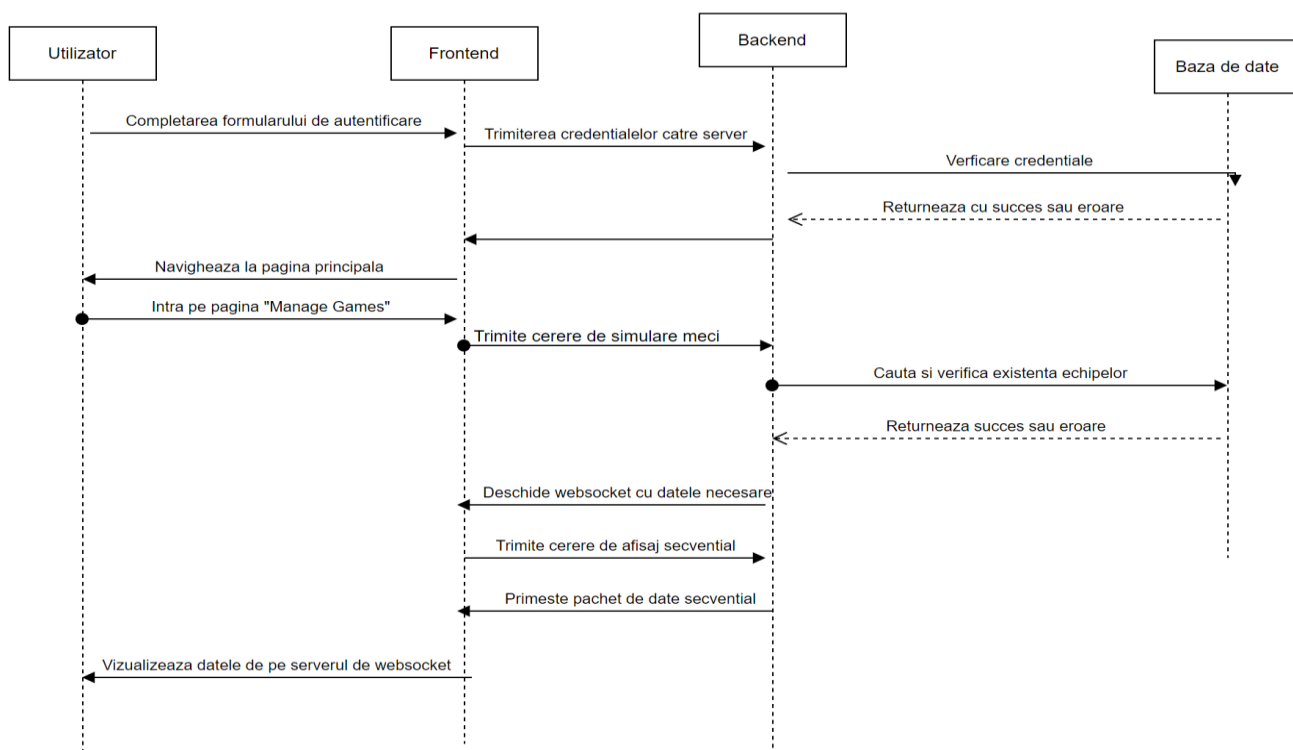 Utilizator
Frontend
Backend
Baza de date
Completarea formularului de autentificare
Trimiterea credentialelor catre server
Verficare credentiale
Returneaza cu succes sau eroare
Navigheaza la pagina principala
Intra pe pagina "Manage Games"
Trimite cerere de simulare meci
Cauta si verifica existenta echipelor
Returneaza succes sau eroare
Deschide websocket cu datele necesare
Trimite cerere de afisaj secvential
Primeste pachet de date secvential
Vizualizeaza datele de pe serverul de websocket